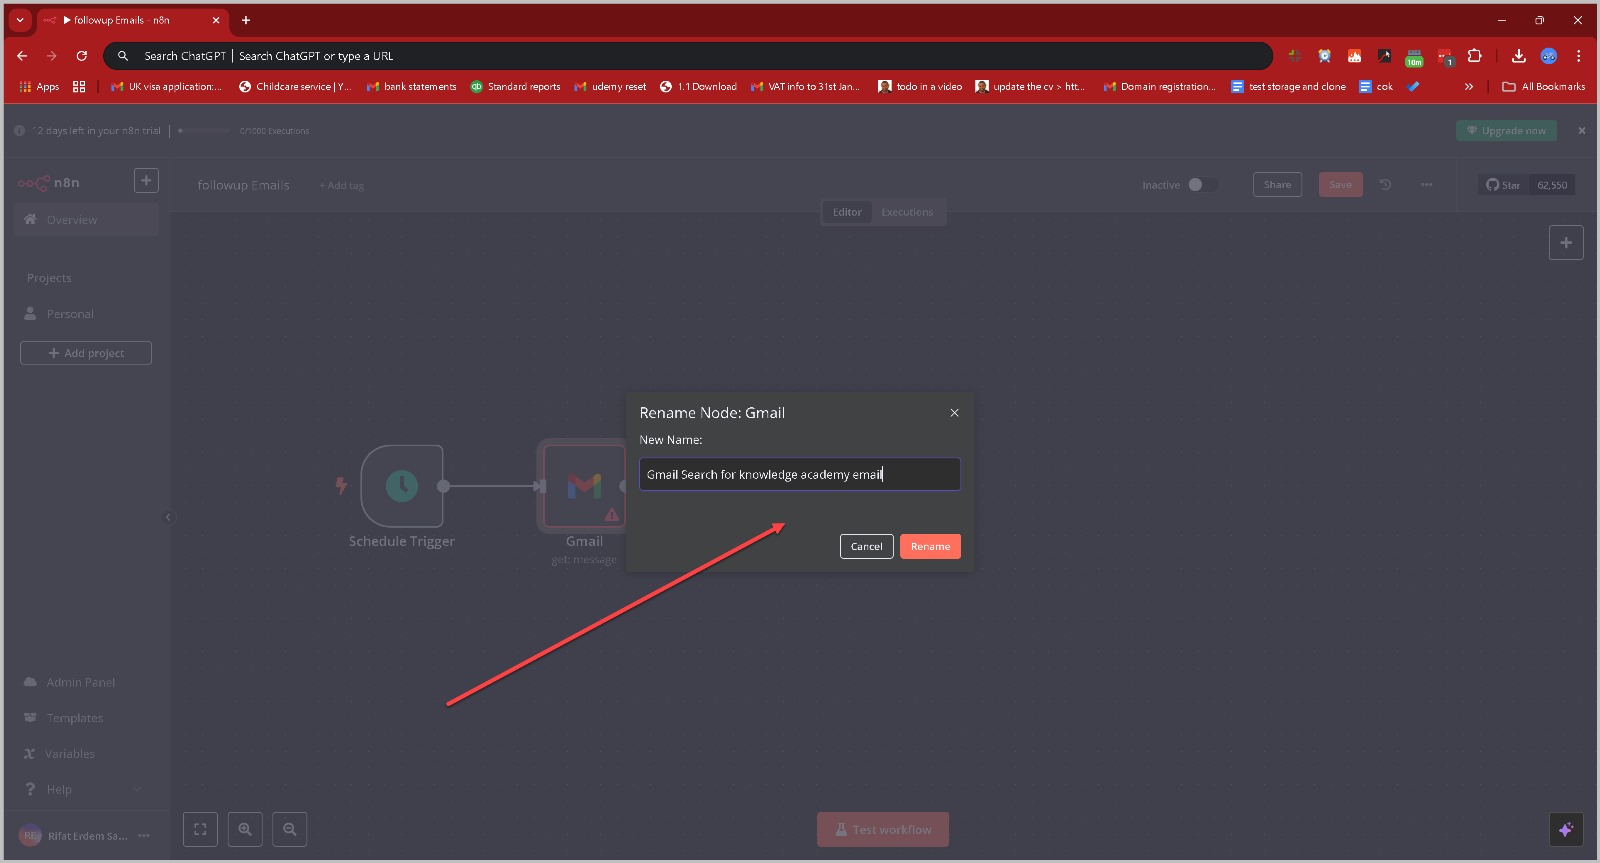 followup Emails - n8n
Search ChatGPT | Search ChatGPT or type a URL
10m
1
Apps
UK visa application:...
Childcare service | Y...
bank statements
Standard reports
udemy reset
1.1 Download
VAT info to 31st Jan...
todo in a video
update the cv > htt...
Domain registration...
test storage and clone
cok
All Bookmarks
12 days left in your n8n trial
0/1000 Executions
Upgrade now
n8n
followup Emails
+ Add tag
Inactive
Share
Save
Star
62,550
Overview
Editor
Executions
Projects
Personal
+ Add project
Rename Node: Gmail
New Name:
Gmail Search for knowledge academy email
Cancel
Rename
Schedule Trigger
Gmail
get: message
Admin Panel
Templates
Variables
Help
RE
Rifat Erdem Sa...
Test workflow